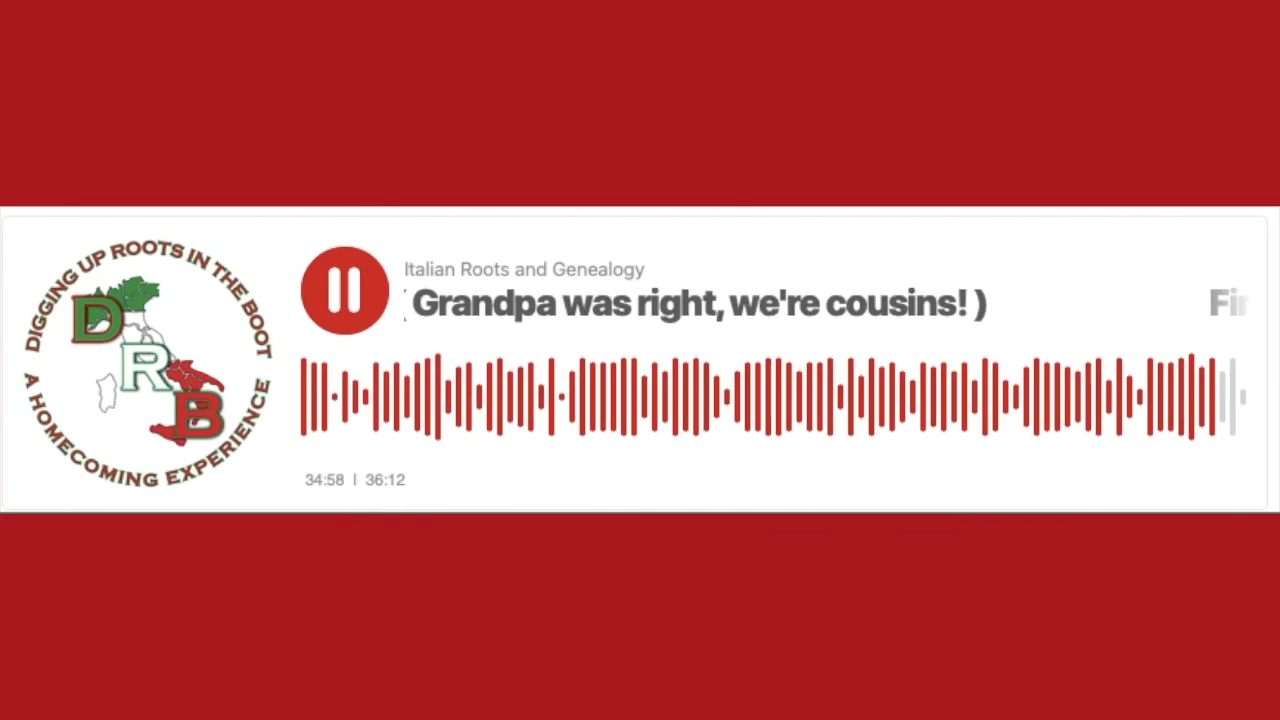 DIGGING UP ROOTS IN THE BOOT
A HOMECOMING EXPERIENCE
D
R
B
Italian Roots and Genealogy
( Grandpa was right, we're cousins! )
34:58 | 36:12